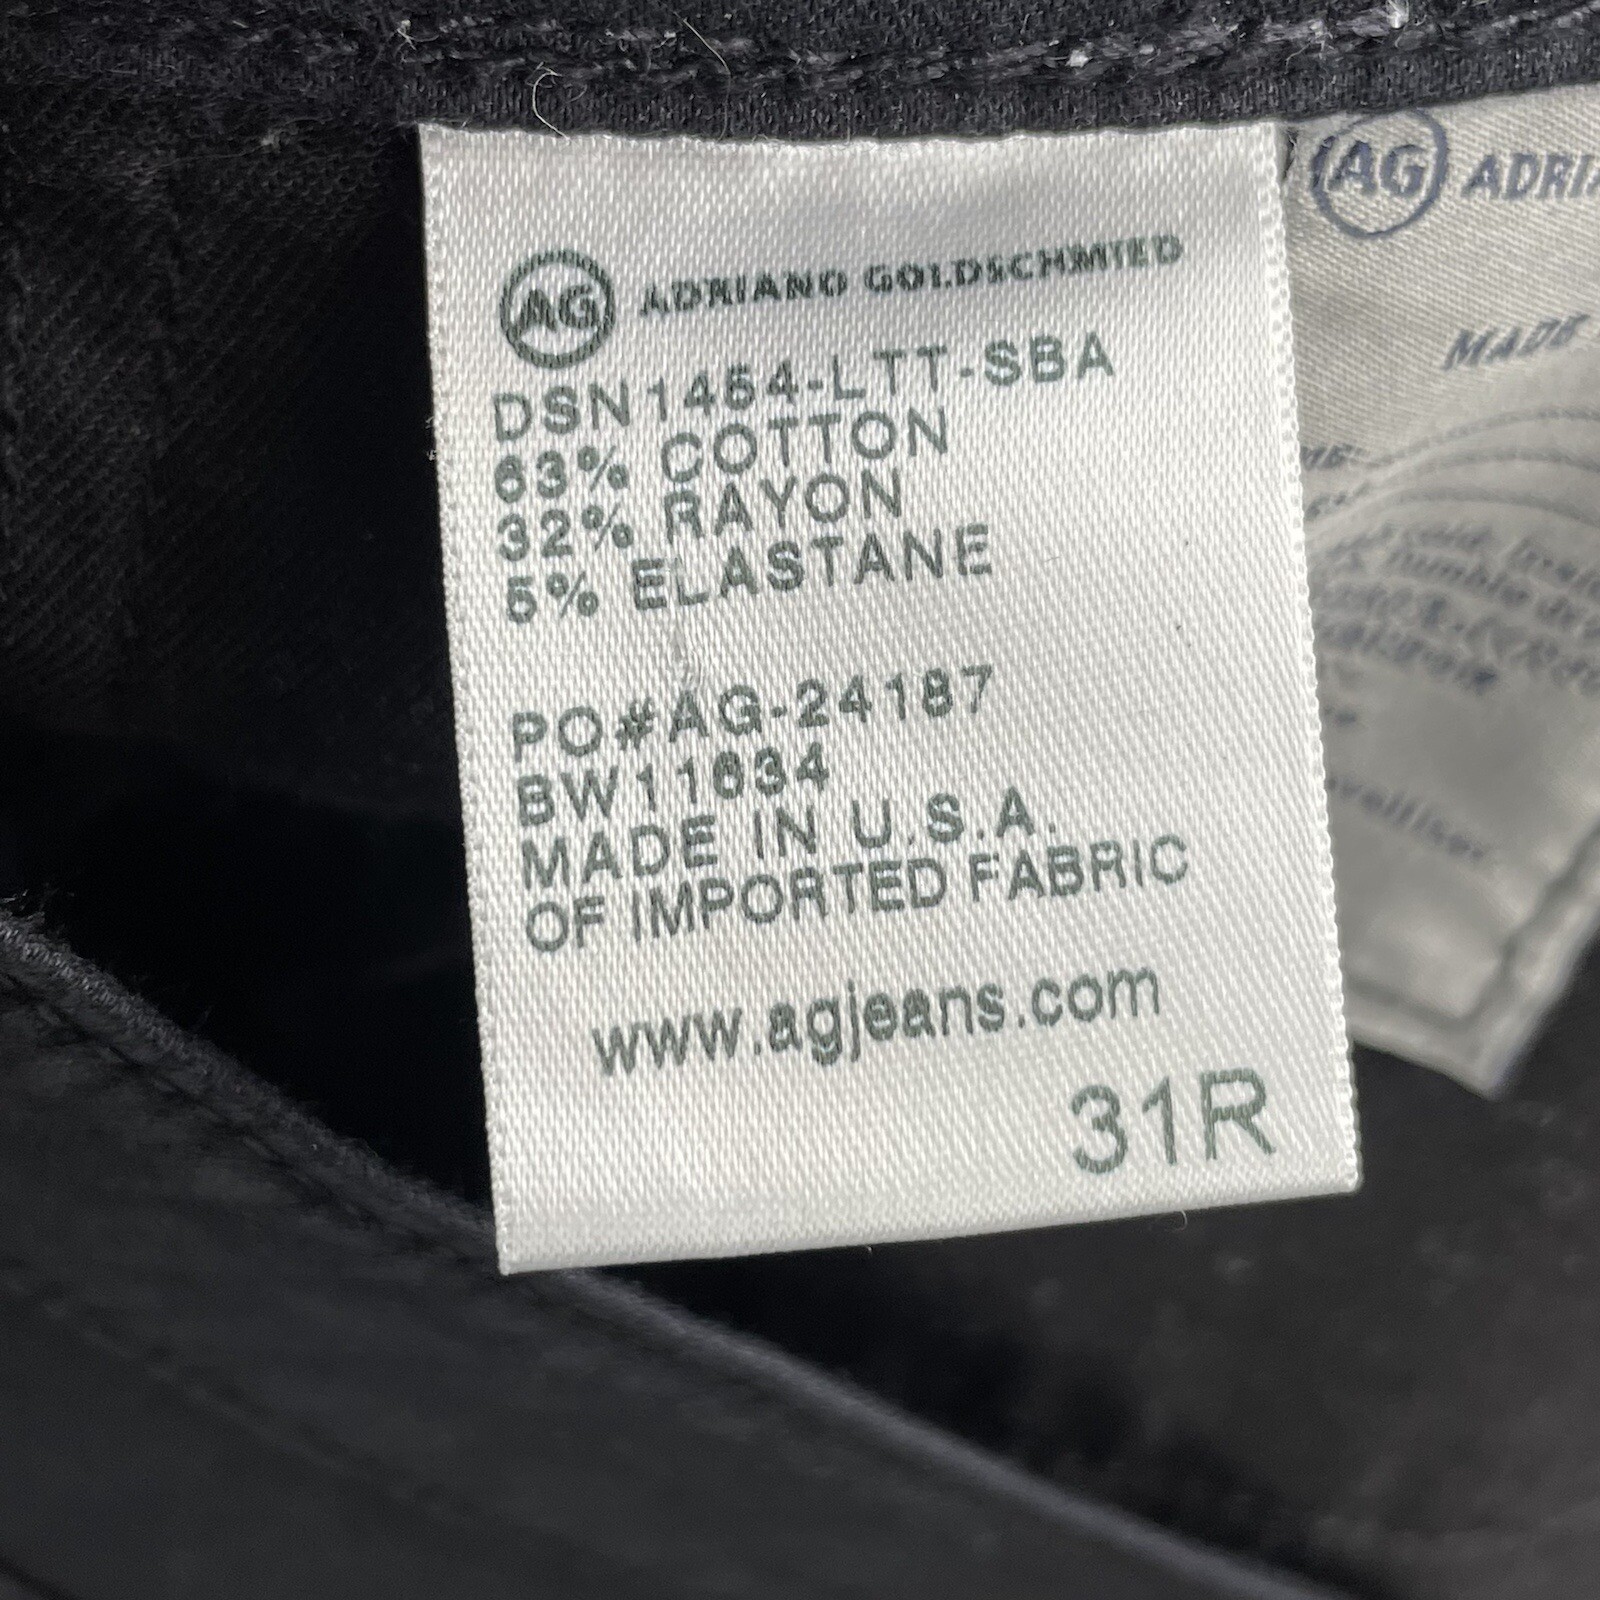 AG ADRIANO GOLDSCHMIED
DSN1454-LTT-SBA
63% COTTON
32% RAYON
5% ELASTANE
PO#AG-24187
BW11634
MADE IN U.S.A.
OF IMPORTED FABRIC
www.agjeans.com
31R
AG
MADE